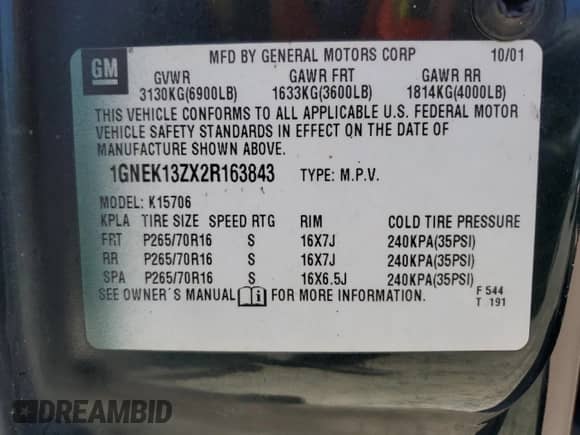 GM
MFD BY GENERAL MOTORS CORP 10/01
GVWR GAWR FRT GAWR RR
3130KG(6900LB) 1633KG(3600LB) 1814KG(4000LB)
THIS VEHICLE CONFORMS TO ALL APPLICABLE U.S. FEDERAL MOTOR
VEHICLE SAFETY STANDARDS IN EFFECT ON THE DATE OF
MANUFACTURE SHOWN ABOVE.
1GNEK13ZX2R163843 TYPE: M.P.V.
MODEL: K15706
KPLA TIRE SIZE SPEED RTG RIM COLD TIRE PRESSURE
FRT P265/70R16 S 16X7J 240KPA(35PSI)
RR P265/70R16 S 16X7J 240KPA(35PSI)
SPA P265/70R16 S 16X6.5J 240KPA(35PSI)
SEE OWNER´S MANUAL i FOR MORE INFORMATION.
F 544
T 191
DREAMBID